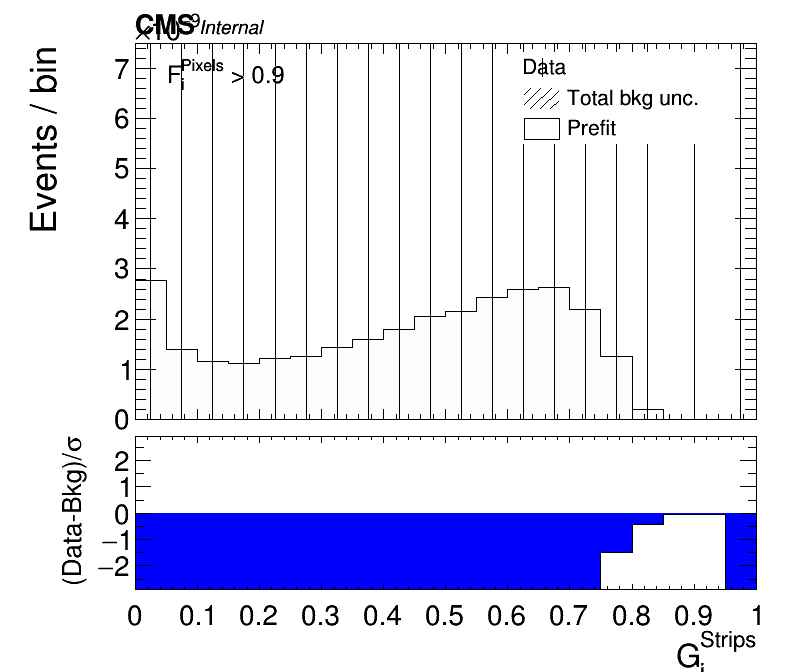 CMS Internal
×10⁻⁹
Events / bin
7
6
5
4
3
2
1
0
F_i^Pixels > 0.9
Data
Total bkg unc.
Prefit
(Data-Bkg)/σ
2
1
0
−1
−2
0 0.1 0.2 0.3 0.4 0.5 0.6 0.7 0.8 0.9 1
G_i^Strips